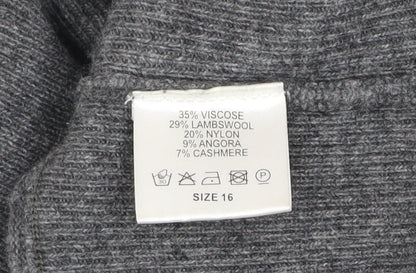 35% VISCOSE
29% LAMBSWOOL
20% NYLON
9% ANGORA
7% CASHMERE
P
SIZE 16